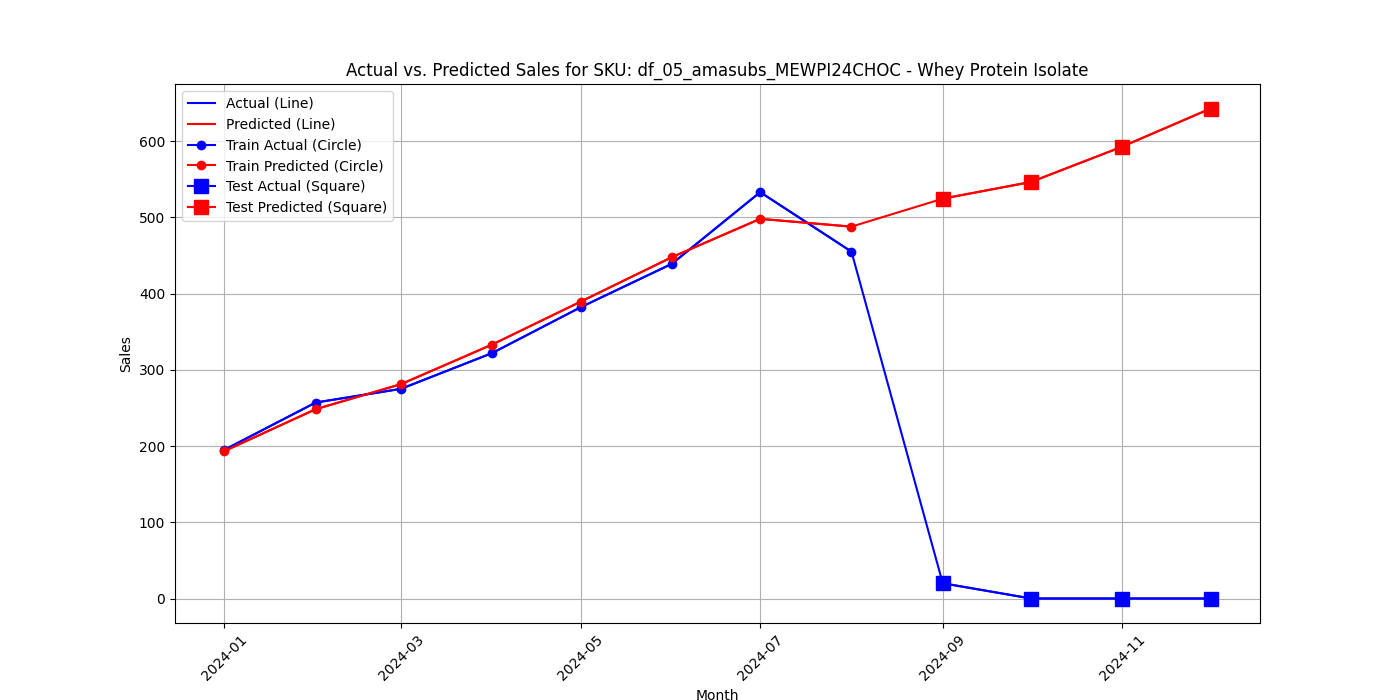 Actual vs. Predicted Sales for SKU: df_05_amasubs_MEWPI24CHOC - Whey Protein Isolate
Actual (Line)
Predicted (Line)
Train Actual (Circle)
Train Predicted (Circle)
Test Actual (Square)
Test Predicted (Square)
600
500
400
300
200
100
0
Sales
2024-01
2024-03
2024-05
2024-07
2024-09
2024-11
Month